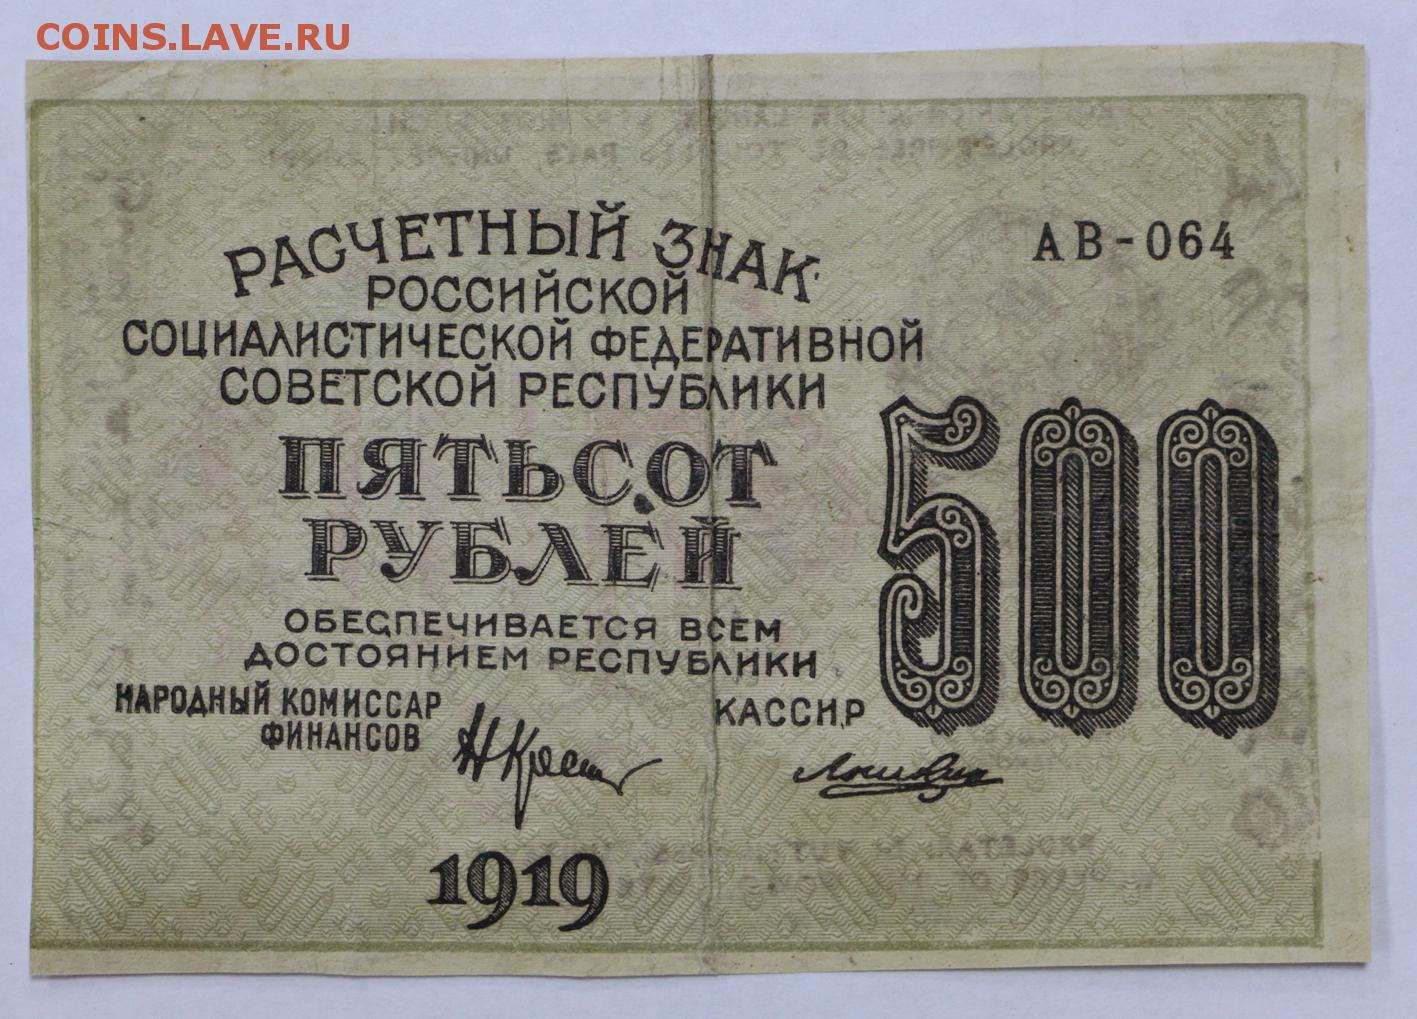 COINS.LAVE.RU
РАСЧЕТНЫЙ ЗНАК
РОССИЙСКОЙ
СОЦИАЛИСТИЧЕСКОЙ ФЕДЕРАТИВНОЙ
СОВЕТСКОЙ РЕСПУБЛИКИ
АВ-064
ПЯТЬСОТ
РУБЛЕЙ
500
ОБЕСПЕЧИВАЕТСЯ ВСЕМ
ДОСТОЯНИЕМ РЕСПУБЛИКИ
НАРОДНЫЙ КОМИССАР
ФИНАНСОВ
КАССИР
1919